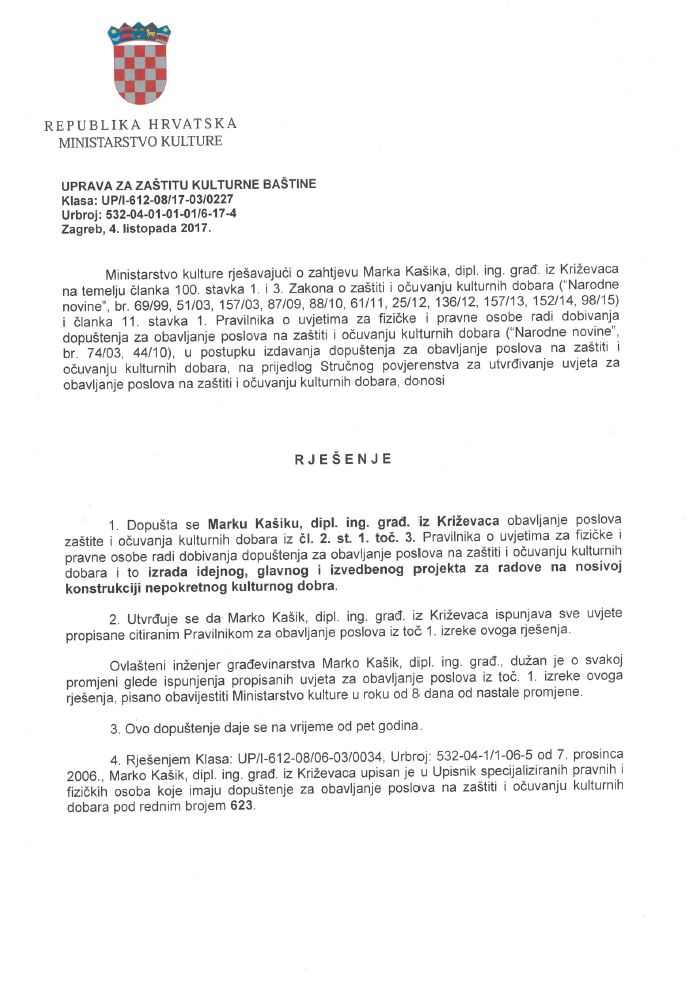 REPUBLIKA HRVATSKA
MINISTARSTVO KULTURE
UPRAVA ZA ZAŠTITU KULTURNE BAŠTINE
Klasa: UP/I-612-08/17-03/0227
Urbroj: 532-04-01-01-01/6-17-4
Zagreb, 4. listopada 2017.
Ministarstvo kulture rješavajući o zahtjevu Marka Kašika, dipl. ing. građ. iz Križevaca
na temelju članka 100. stavka 1. i 3. Zakona o zaštiti i očuvanju kulturnih dobara ("Narodne
novine", br. 69/99, 51/03, 157/03, 87/09, 88/10, 61/11, 25/12, 136/12, 157/13, 152/14, 98/15)
i članka 11. stavka 1. Pravilnika o uvjetima za fizičke i pravne osobe radi dobivanja
dopuštenja za obavljanje poslova na zaštiti i očuvanju kulturnih dobara ("Narodne novine",
br. 74/03, 44/10), u postupku izdavanja dopuštenja za obavljanje poslova na zaštiti i
očuvanju kulturnih dobara, na prijedlog Stručnog povjerenstva za utvrđivanje uvjeta za
obavljanje poslova na zaštiti i očuvanju kulturnih dobara, donosi
R J E Š E N J E
1. Dopušta se Marku Kašiku, dipl. ing. građ. iz Križevaca obavljanje poslova
zaštite i očuvanja kulturnih dobara iz čl. 2. st. 1. toč. 3. Pravilnika o uvjetima za fizičke i
pravne osobe radi dobivanja dopuštenja za obavljanje poslova na zaštiti i očuvanju kulturnih
dobara i to izrada idejnog, glavnog i izvedbenog projekta za radove na nosivoj
konstrukciji nepokretnog kulturnog dobra.
2. Utvrđuje se da Marko Kašik, dipl. ing. građ. iz Križevaca ispunjava sve uvjete
propisane citiranim Pravilnikom za obavljanje poslova iz toč 1. izreke ovoga rješenja.
Ovlašteni inženjer građevinarstva Marko Kašik, dipl. ing. građ., dužan je o svakoj
promjeni glede ispunjenja propisanih uvjeta za obavljanje poslova iz toč. 1. izreke ovoga
rješenja, pisano obavijestiti Ministarstvo kulture u roku od 8 dana od nastale promjene.
3. Ovo dopuštenje daje se na vrijeme od pet godina.
4. Rješenjem Klasa: UP/I-612-08/06-03/0034, Urbroj: 532-04-1/1-06-5 od 7. prosinca
2006., Marko Kašik, dipl. ing. građ. iz Križevaca upisan je u Upisnik specijaliziranih pravnih i
fizičkih osoba koje imaju dopuštenje za obavljanje poslova na zaštiti i očuvanju kulturnih
dobara pod rednim brojem 623.